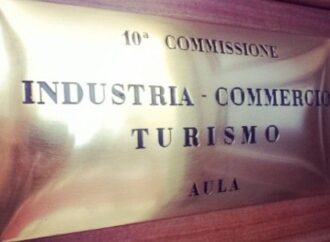 10ª COMMISSIONE
INDUSTRIA - COMMERCIO
TURISMO
AULA